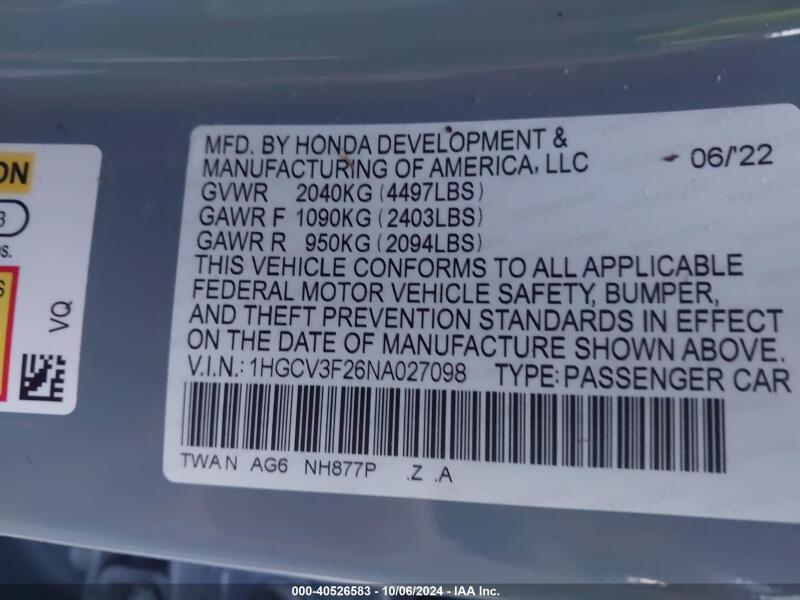 MFD. BY HONDA DEVELOPMENT &
MANUFACTURING OF AMERICA, LLC 06/'22
GVWR 2040KG (4497LBS)
GAWR F 1090KG (2403LBS)
GAWR R 950KG (2094LBS)
THIS VEHICLE CONFORMS TO ALL APPLICABLE
FEDERAL MOTOR VEHICLE SAFETY, BUMPER,
AND THEFT PREVENTION STANDARDS IN EFFECT
ON THE DATE OF MANUFACTURE SHOWN ABOVE.
V.I.N.: 1HGCV3F26NA027098 TYPE: PASSENGER CAR
TWAN AG6 NH877P .Z .A
ON
3
s.
S
VQ
000-40526583 - 10/06/2024 - IAA Inc.